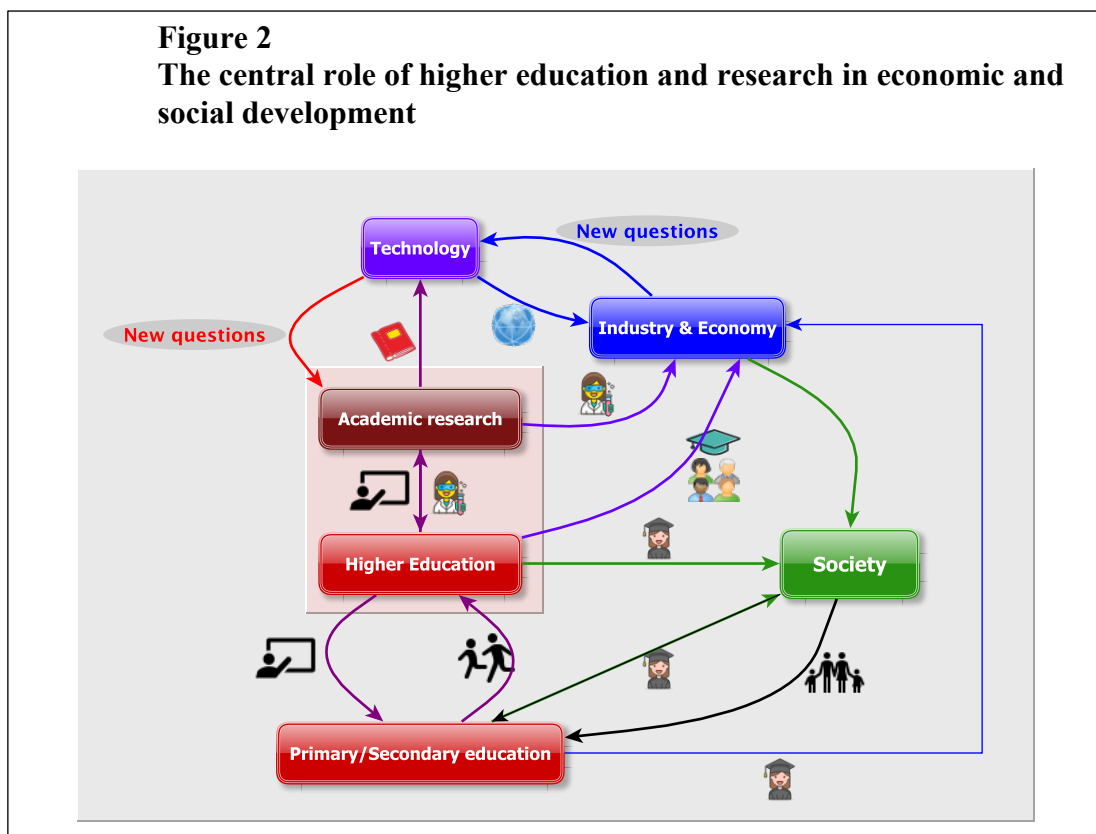 Figure 2
The central role of higher education and research in economic and
social development
Technology
New questions
Industry & Economy
New questions
Academic research
Higher Education
Society
Primary/Secondary education